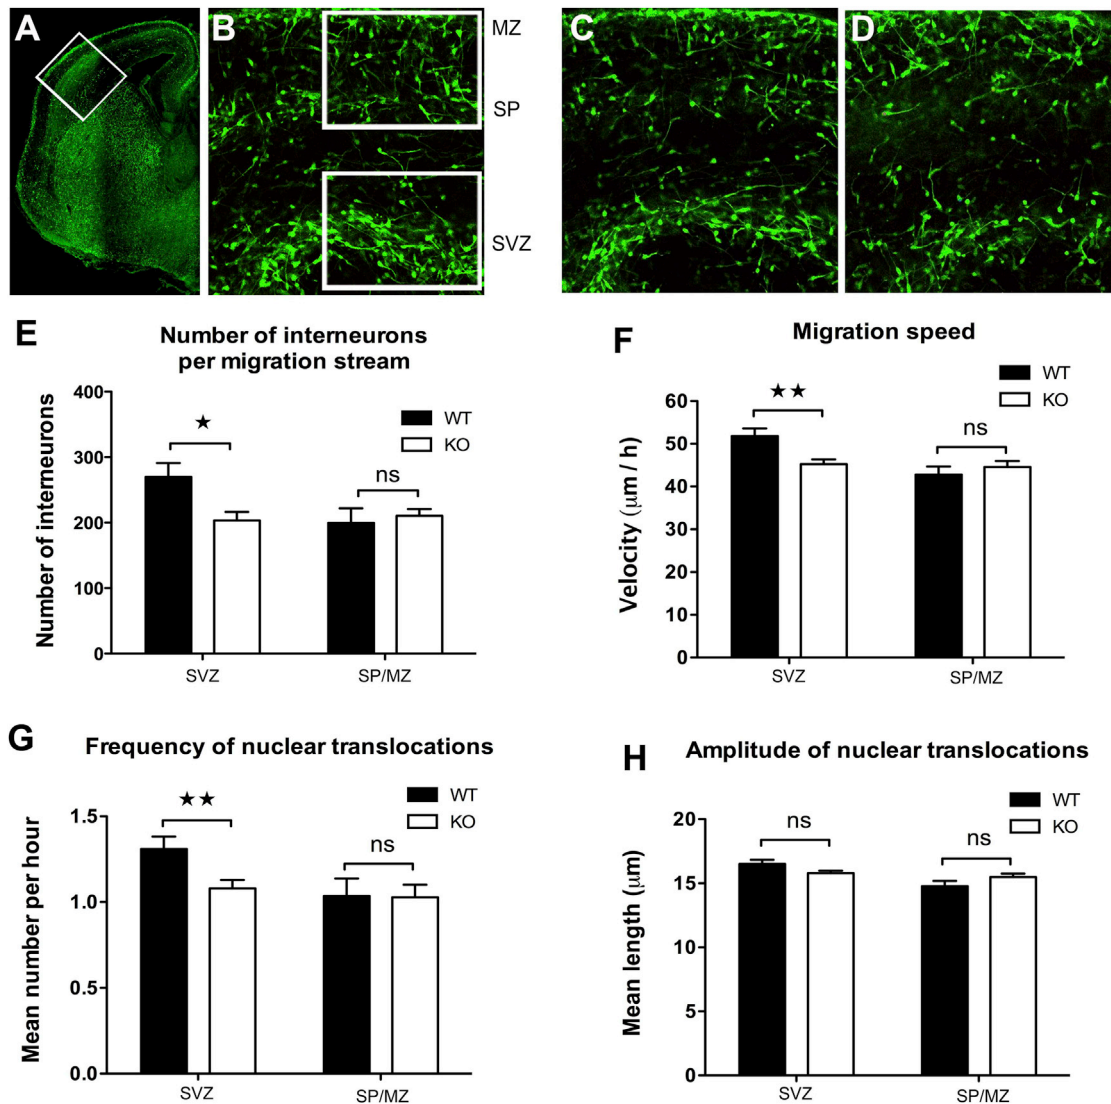 A
B
MZ
SP
SVZ
C
D
E
Number of interneurons
per migration stream
WT
KO
Number of interneurons
400
300
200
100
0
★
ns
SVZ
SP/MZ
F
Migration speed
WT
KO
Velocity (μm / h)
60
50
40
30
20
10
0
★★
ns
SVZ
SP/MZ
G
Frequency of nuclear translocations
WT
KO
Mean number per hour
1.5
1.0
0.5
0.0
★★
ns
SVZ
SP/MZ
H
Amplitude of nuclear translocations
WT
KO
Mean length (μm)
20
15
10
5
0
ns
ns
SVZ
SP/MZ